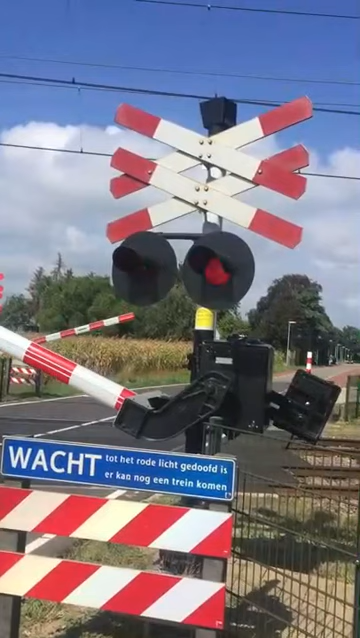 WACHT tot het rode licht gedoofd is
er kan nog een trein komen